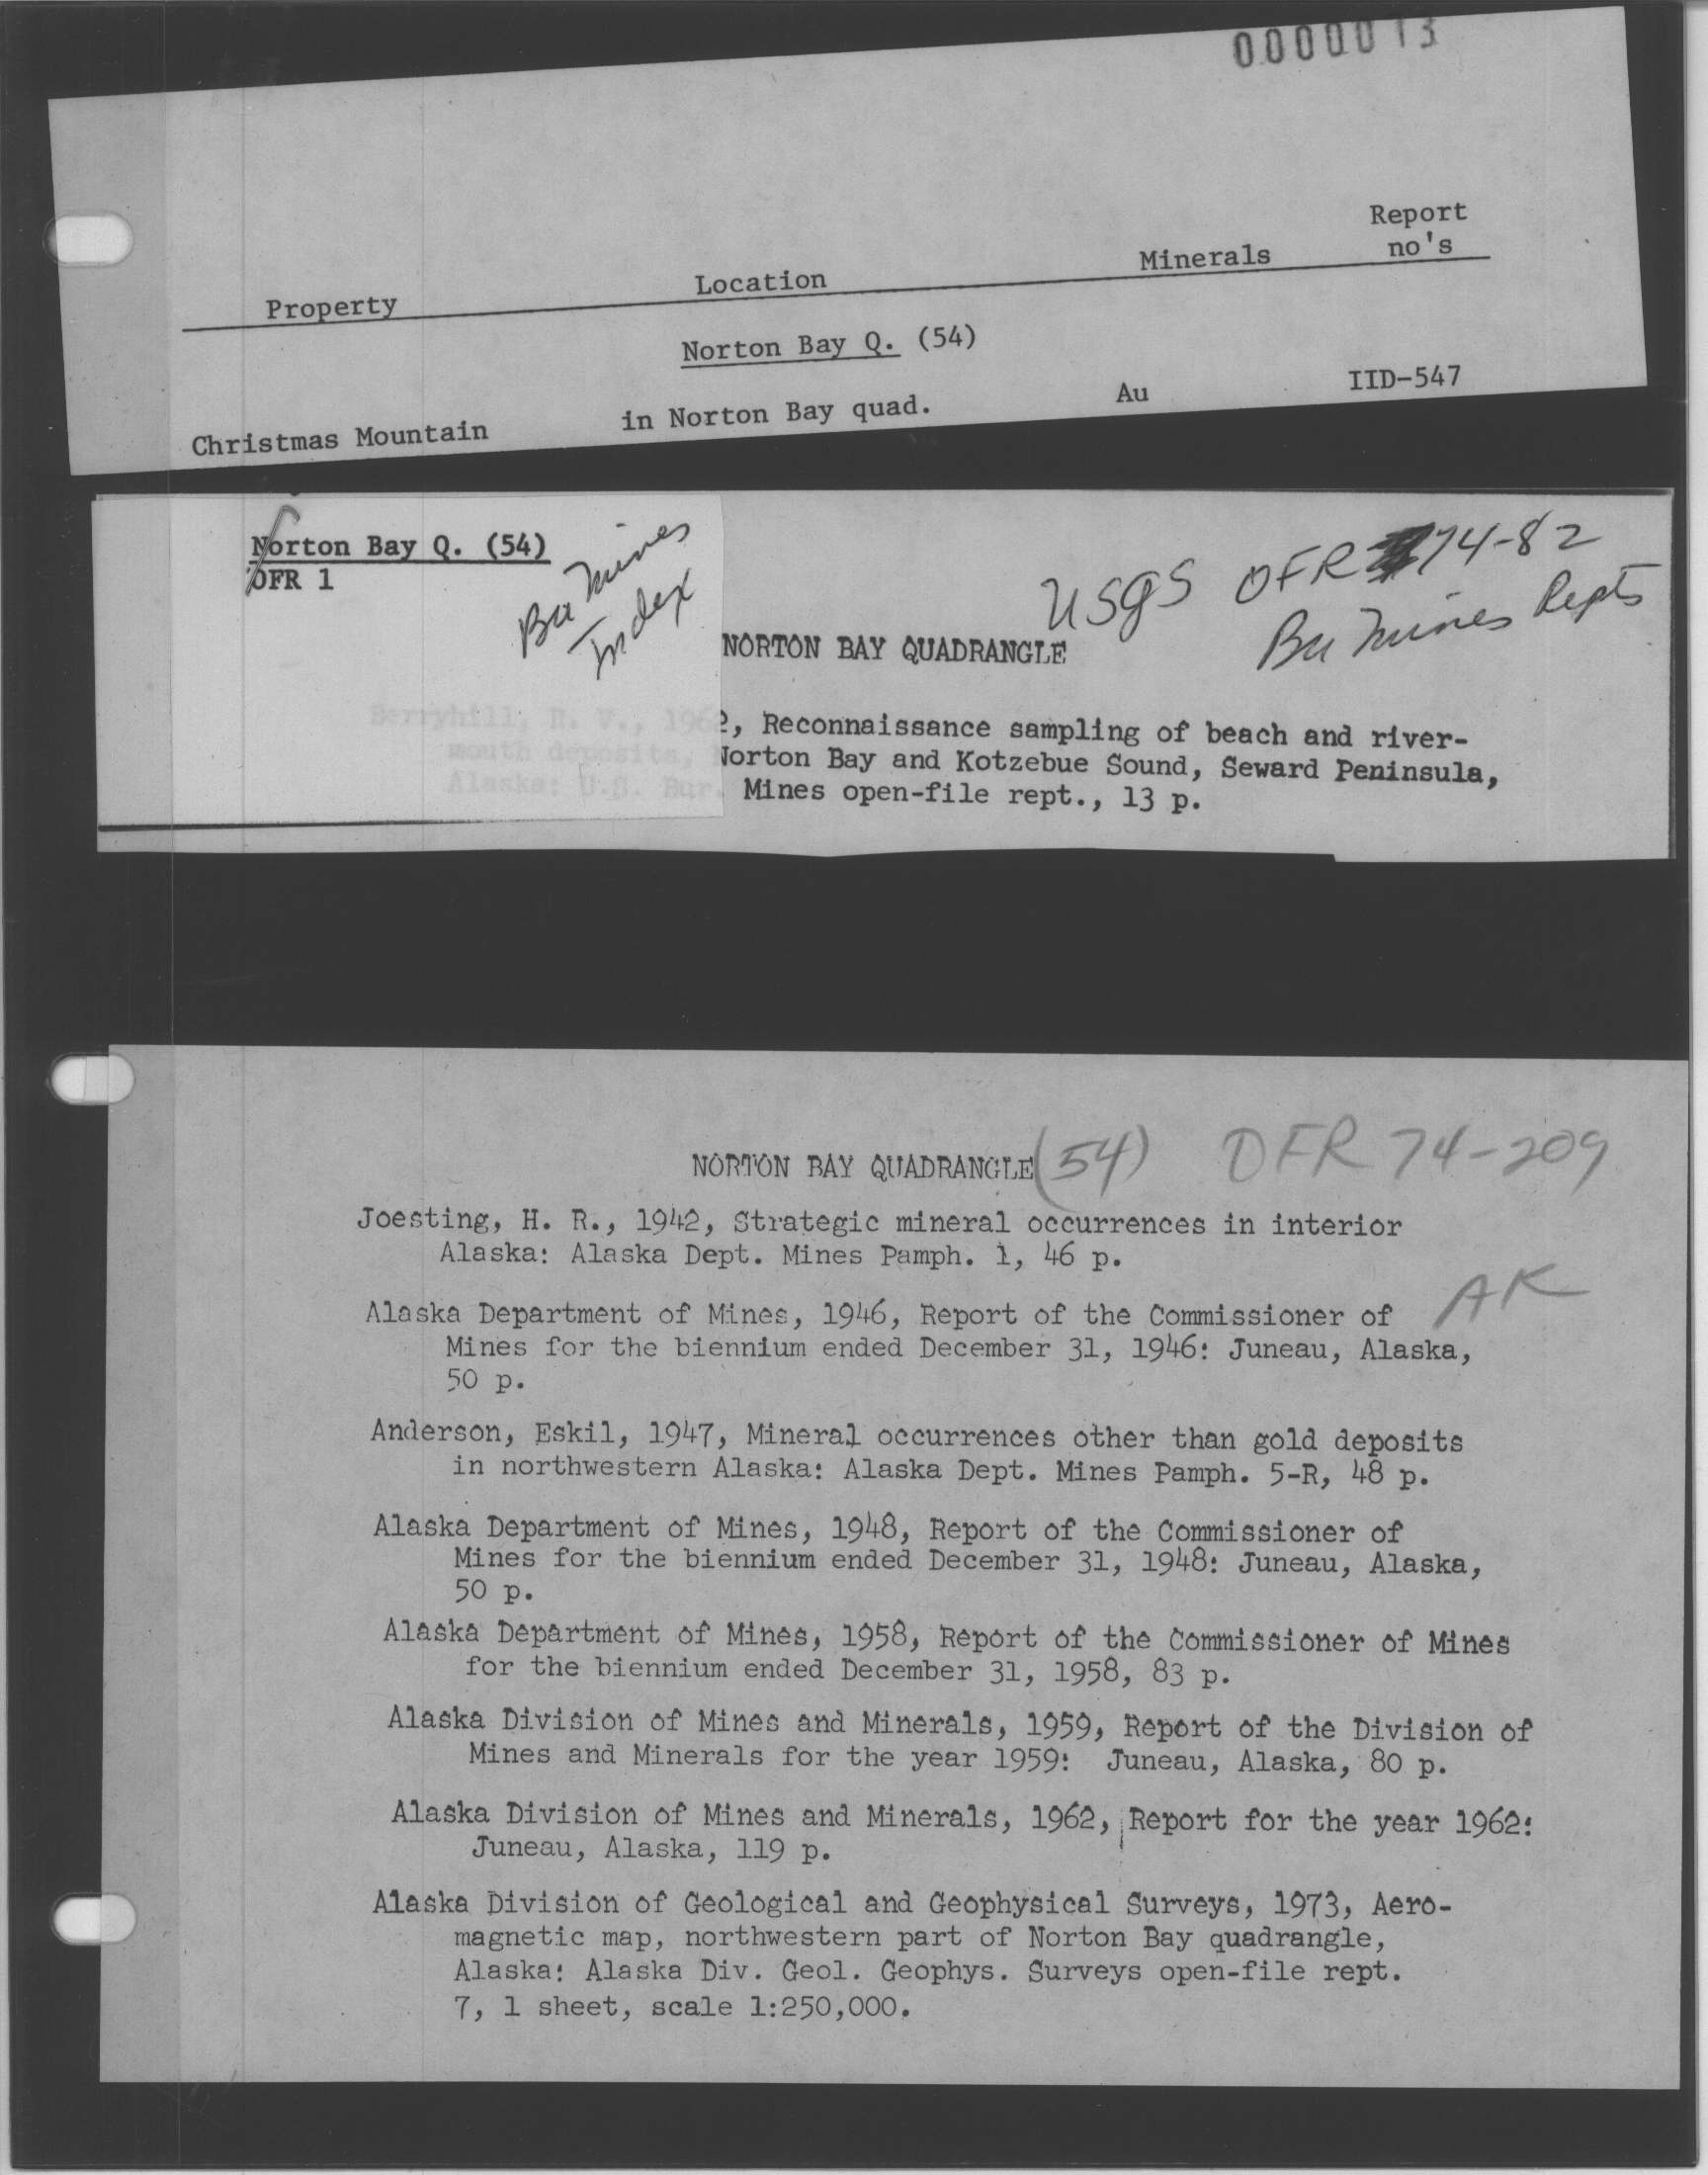 0000013
Report
Property Location Minerals no's
Norton Bay Q. (54)
Christmas Mountain in Norton Bay quad. Au IID-547
Norton Bay Q. (54)
OFR 1
Bu Mines
Index
USGS OFR 74-82
Bu Mines Repts
NORTON BAY QUADRANGLE
Berryhill, R. V., 1962, Reconnaissance sampling of beach and river-
mouth deposits, Norton Bay and Kotzebue Sound, Seward Peninsula,
Alaska: U.S. Bur. Mines open-file rept., 13 p.
NORTON BAY QUADRANGLE (54) OFR 74-209
Joesting, H. R., 1942, Strategic mineral occurrences in interior
Alaska: Alaska Dept. Mines Pamph. 1, 46 p.
AK
Alaska Department of Mines, 1946, Report of the Commissioner of
Mines for the biennium ended December 31, 1946: Juneau, Alaska,
50 p.
Anderson, Eskil, 1947, Mineral occurrences other than gold deposits
in northwestern Alaska: Alaska Dept. Mines Pamph. 5-R, 48 p.
Alaska Department of Mines, 1948, Report of the Commissioner of
Mines for the biennium ended December 31, 1948: Juneau, Alaska,
50 p.
Alaska Department of Mines, 1958, Report of the Commissioner of Mines
for the biennium ended December 31, 1958, 83 p.
Alaska Division of Mines and Minerals, 1959, Report of the Division of
Mines and Minerals for the year 1959: Juneau, Alaska, 80 p.
Alaska Division of Mines and Minerals, 1962, Report for the year 1962:
Juneau, Alaska, 119 p.
Alaska Division of Geological and Geophysical Surveys, 1973, Aero-
magnetic map, northwestern part of Norton Bay quadrangle,
Alaska: Alaska Div. Geol. Geophys. Surveys open-file rept.
7, 1 sheet, scale 1:250,000.